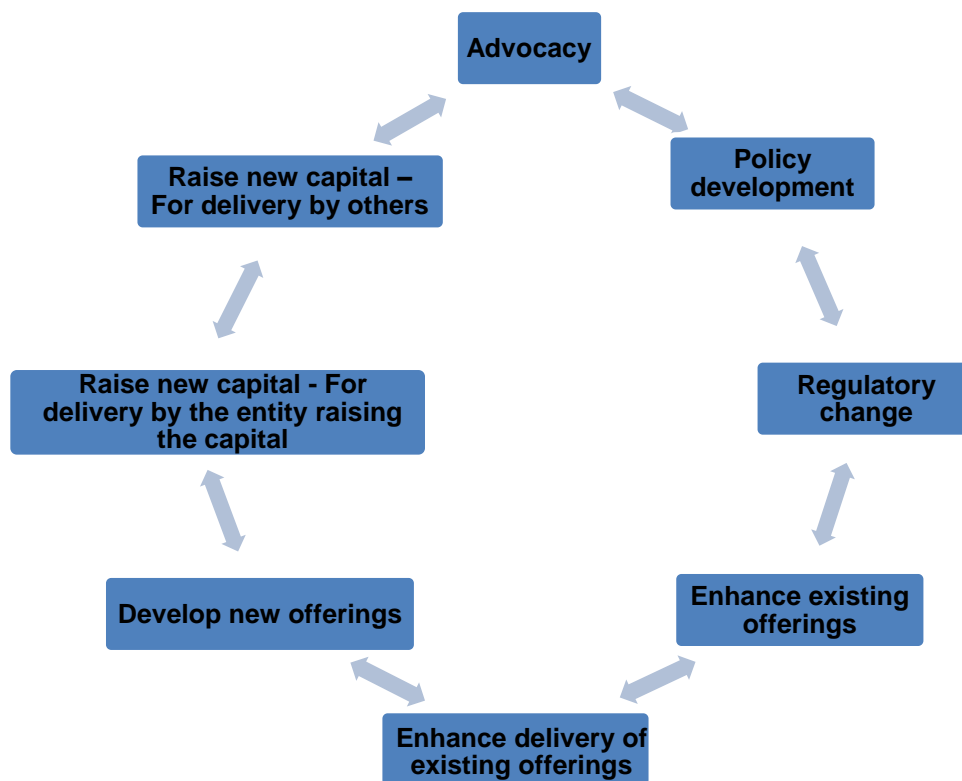 Advocacy
Policy
development
Regulatory
change
Enhance existing
offerings
Enhance delivery of
existing offerings
Develop new offerings
Raise new capital - For
delivery by the entity raising
the capital
Raise new capital –
For delivery by others